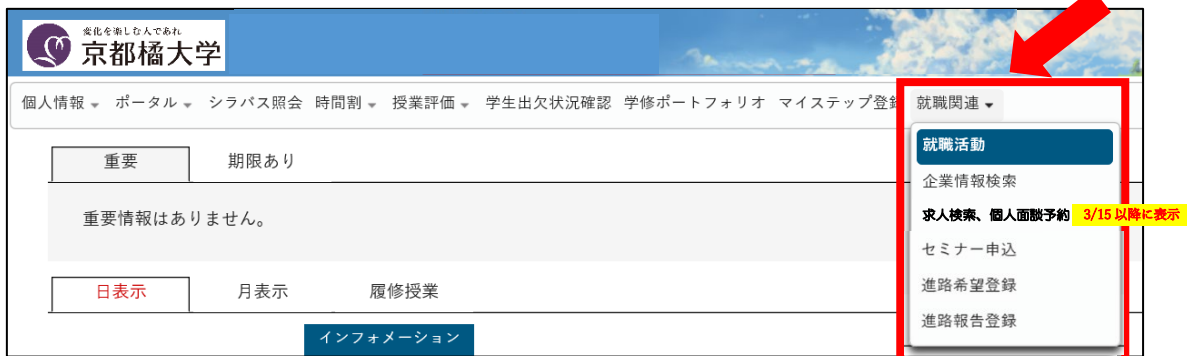 変化を楽しむ人であれ
京都橘大学
個人情報 ポータル シラバス照会 時間割 授業評価 学生出欠状況確認 学修ポートフォリオ マイステップ登録 就職関連
就職活動
企業情報検索
求人検索、個人面談予約 3/15以降に表示
セミナー申込
進路希望登録
進路報告登録
重要 期限あり
重要情報はありません。
日表示 月表示 履修授業
インフォメーション